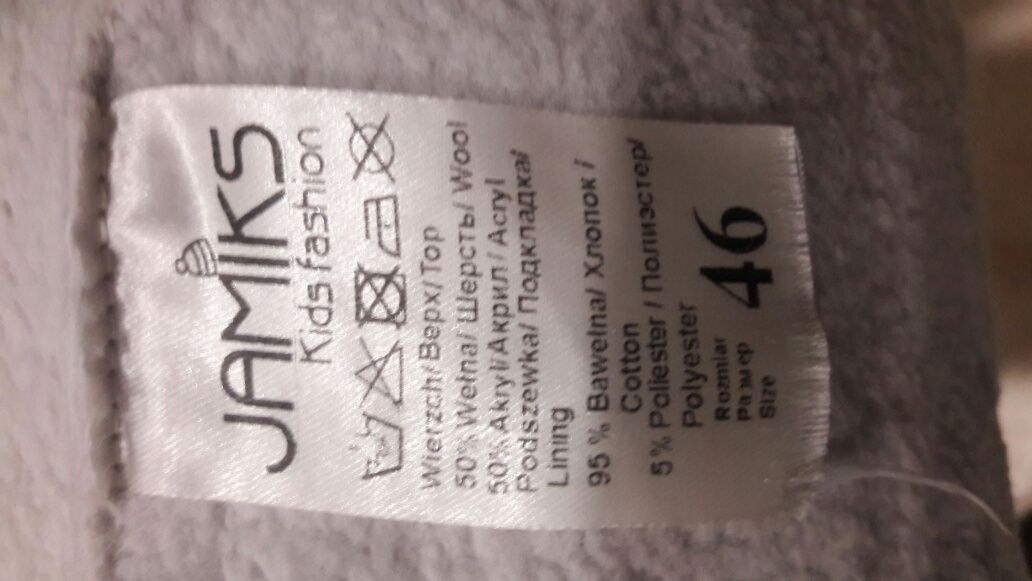 JAMIKS
Kids fashion
Wierzch/Верх/Top
50% Wełna/ Шерсть/ Wool
50% Akryl/ Акрил / Acryl
Podszewka/ Подкладка/
Lining
95 % Bawełna/ Хлопок /
Cotton
5% Poliester / Полиэстер/
Polyester
Rozmiar
Размер
Size
46